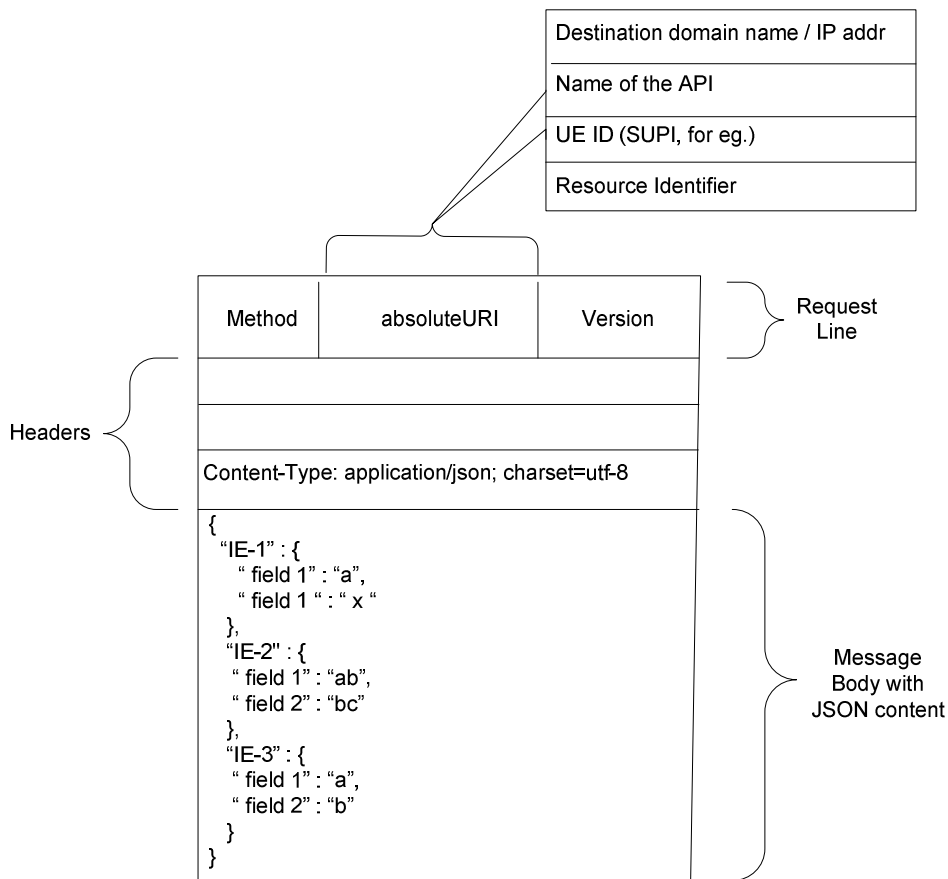 Destination domain name / IP addr
Name of the API
UE ID (SUPI, for eg.)
Resource Identifier
Method
absoluteURI
Version
Request
Line
Headers
Content-Type: application/json; charset=utf-8
{
“IE-1” : {
“ field 1” : “a”,
“ field 1 “ : “ x “
},
“IE-2" : {
“ field 1” : “ab”,
“ field 2” : “bc”
},
“IE-3” : {
“ field 1” : “a”,
“ field 2” : “b”
}
}
Message
Body with
JSON content